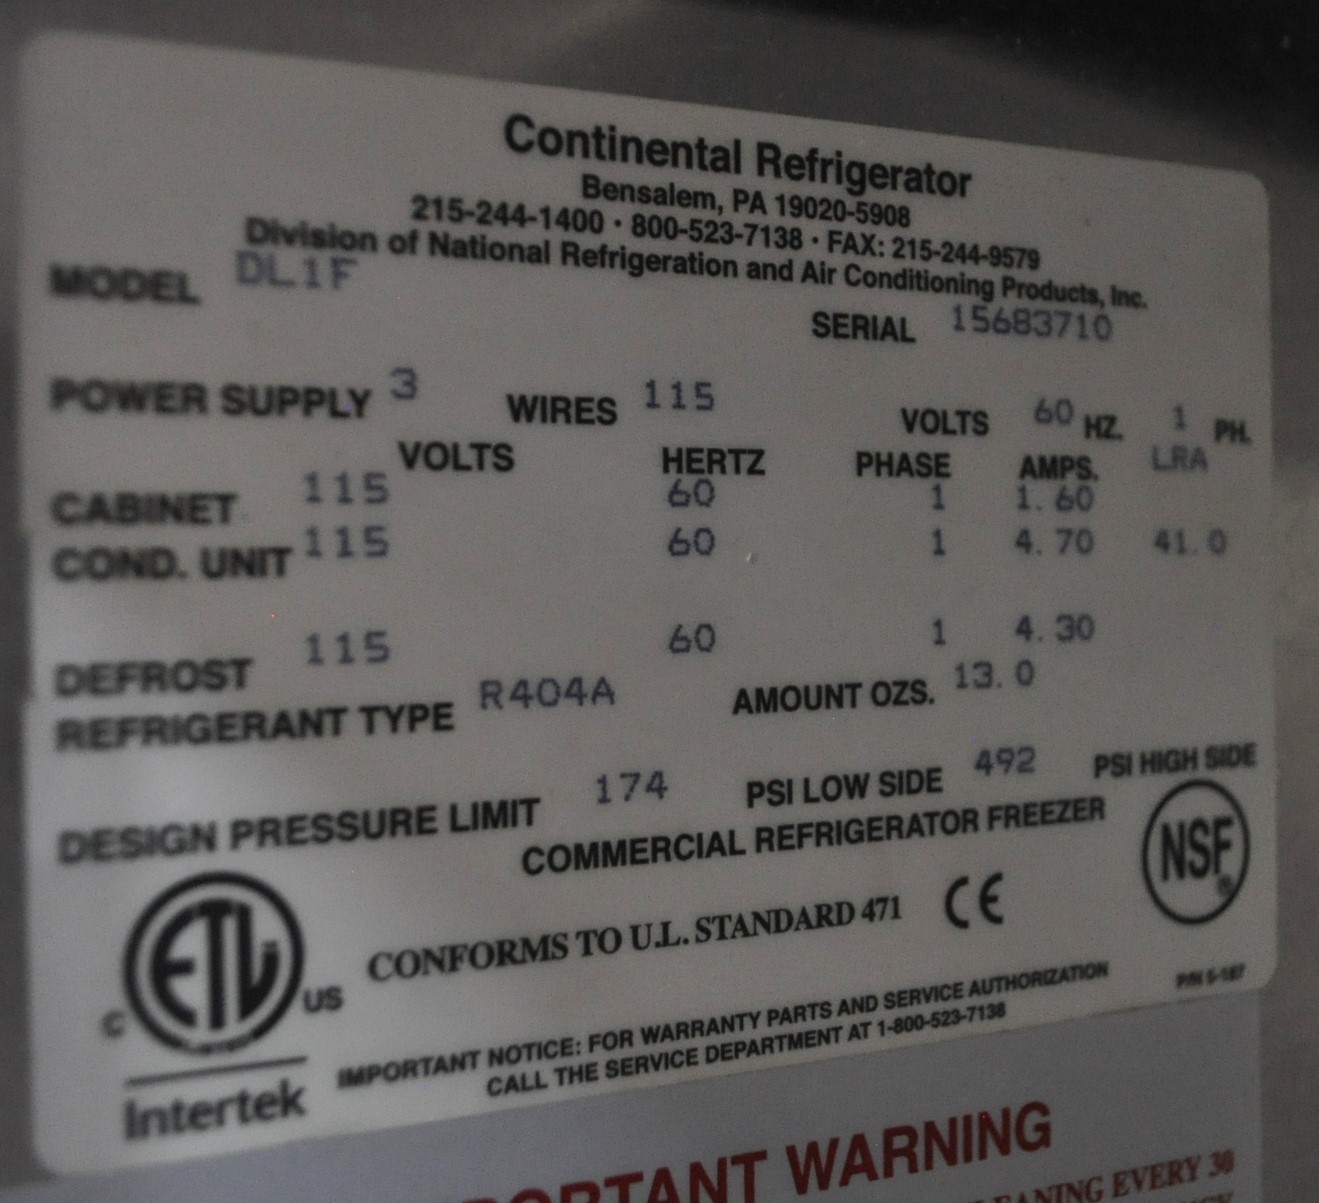 Continental Refrigerator
Bensalem, PA 19020-5908
215-244-1400 · 800-523-7138 · FAX: 215-244-9579
Division of National Refrigeration and Air Conditioning Products, Inc.
MODEL DL1F
SERIAL 15683710
POWER SUPPLY 3 WIRES 115 VOLTS 60 HZ. 1 PH.
VOLTS HERTZ PHASE AMPS. LRA
CABINET 115 60 1 1.60
COND. UNIT 115 60 1 4.70 41.0
DEFROST 115 60 1 4.30
REFRIGERANT TYPE R404A AMOUNT OZS. 13.0
DESIGN PRESSURE LIMIT 174 PSI LOW SIDE 492 PSI HIGH SIDE
COMMERCIAL REFRIGERATOR FREEZER
NSF®
ETL
C US
Intertek
CONFORMS TO U.L. STANDARD 471 CE
P/N 5-187
IMPORTANT NOTICE: FOR WARRANTY PARTS AND SERVICE AUTHORIZATION
CALL THE SERVICE DEPARTMENT AT 1-800-523-7138
WARNING
EVERY 30